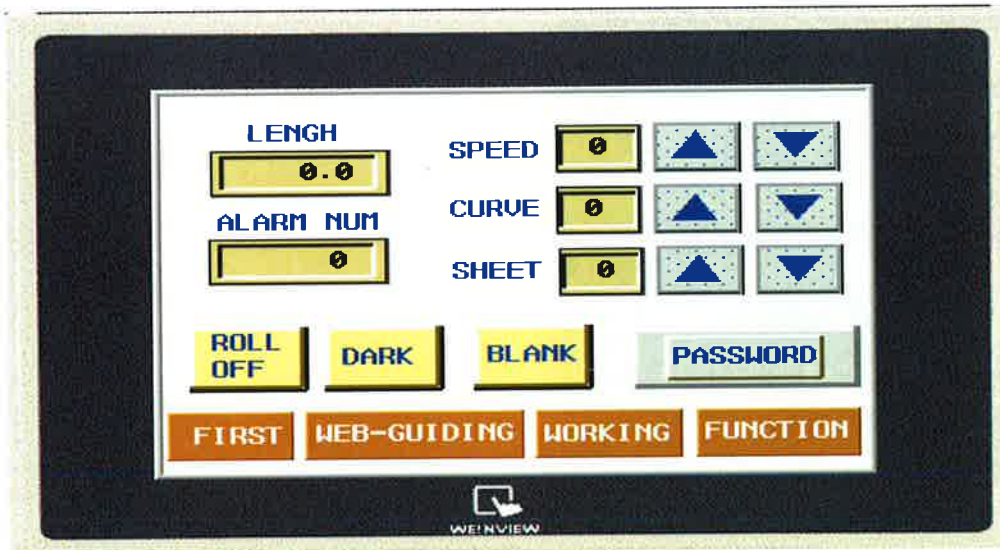 LENGH
0.0
ALARM NUM
0
SPEED 0
CURVE 0
SHEET 0
ROLL
OFF
DARK
BLANK
PASSWORD
FIRST
WEB-GUIDING
WORKING
FUNCTION
WEINVIEW